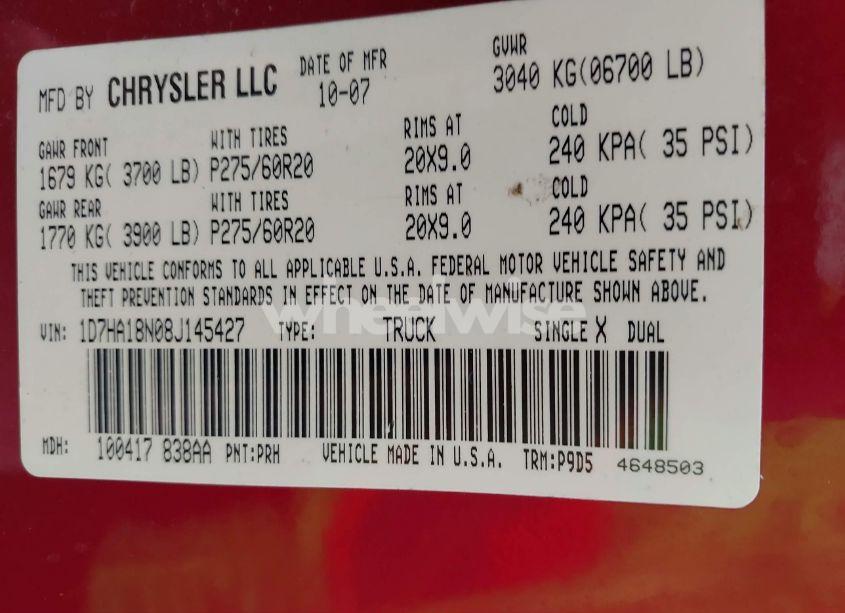 MFD BY CHRYSLER LLC DATE OF MFR 10-07 GVWR 3040 KG(06700 LB)
GAWR FRONT WITH TIRES RIMS AT COLD
1679 KG( 3700 LB) P275/60R20 20X9.0 240 KPA( 35 PSI)
GAWR REAR WITH TIRES RIMS AT COLD
1770 KG( 3900 LB) P275/60R20 20X9.0 240 KPA( 35 PSI)
THIS VEHICLE CONFORMS TO ALL APPLICABLE U.S.A. FEDERAL MOTOR VEHICLE SAFETY AND
THEFT PREVENTION STANDARDS IN EFFECT ON THE DATE OF MANUFACTURE SHOWN ABOVE.
wheelwise
VIN: 1D7HA18N08J145427 TYPE: TRUCK SINGLE X DUAL
MDH: 100417 838AA PNT:PRH VEHICLE MADE IN U.S.A. TRM:P9D5 4648503